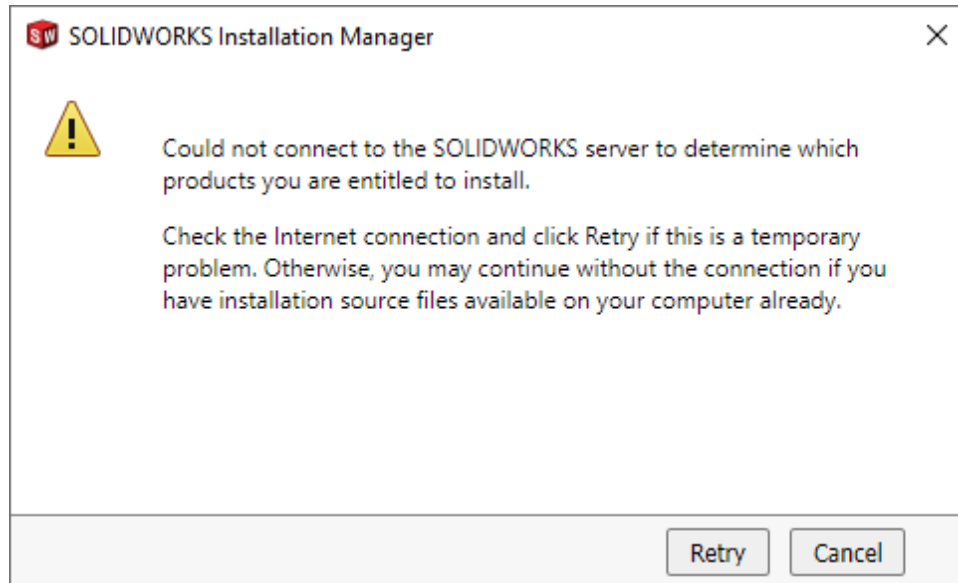 SW SOLIDWORKS Installation Manager
Could not connect to the SOLIDWORKS server to determine which
products you are entitled to install.
Check the Internet connection and click Retry if this is a temporary
problem. Otherwise, you may continue without the connection if you
have installation source files available on your computer already.
Retry Cancel